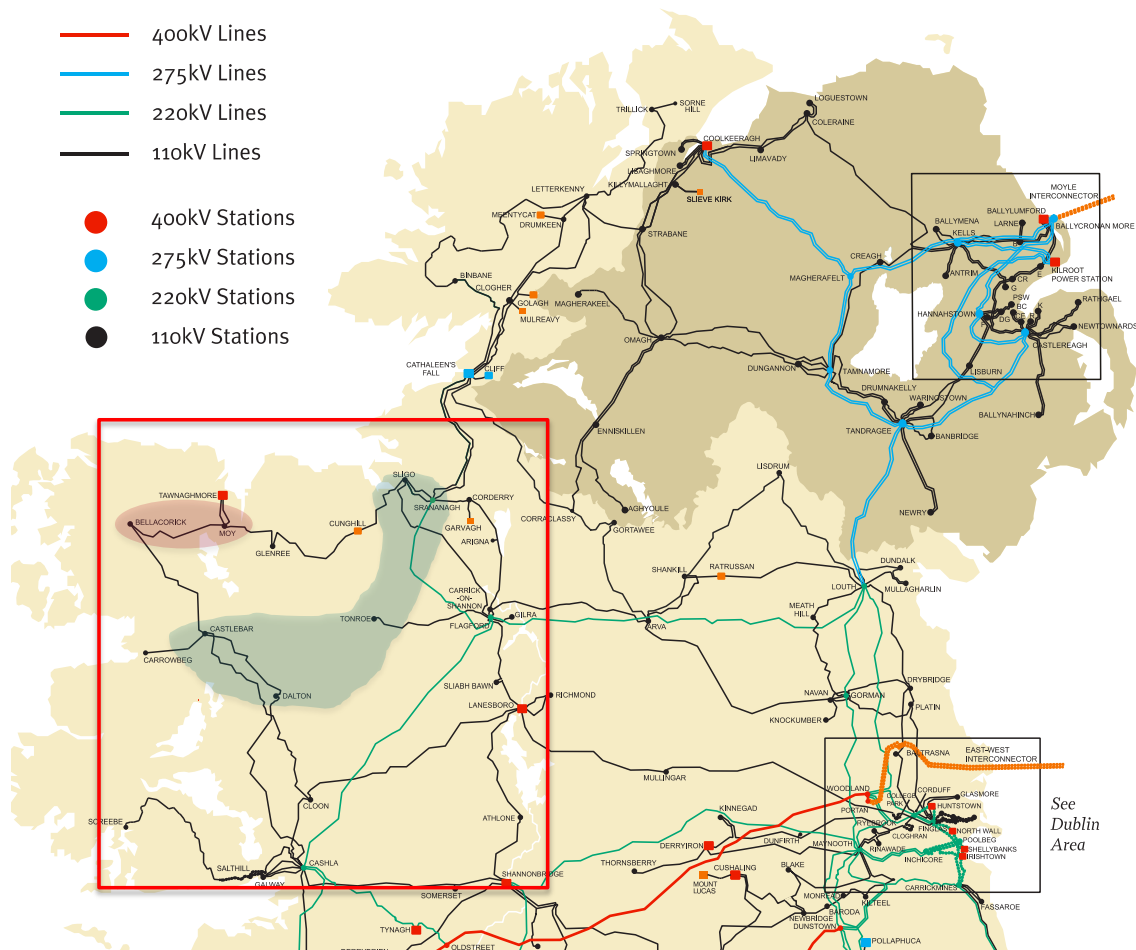 400kV Lines
275kV Lines
220kV Lines
110kV Lines
400kV Stations
275kV Stations
220kV Stations
110kV Stations
SORNE
HILL
TRILLICK
LOGUESTOWN
COLERAINE
COOLKEERAGH
SPRINGTOWN
LIMAVADY
LISAGHMORE
KILLYMALLAGHT
SLIEVE KIRK
LETTERKENNY
MEENTYCAT
DRUMKEEN
STRABANE
MOYLE
INTERCONNECTOR
BALLYLUMFORD
BALLYCRONAN MORE
LARNE
BALLYMENA
KELLS
CREAGH
MAGHERAFELT
ANTRIM
KILROOT
POWER STATION
E
CR
G
PSW
BC
K
DG
RATHGAEL
HANNAHSTOWN
NEWTOWNARDS
CASTLEREAGH
BINBANE
CLOGHER
GOLAGH
MULREAVY
MAGHERAKEEL
OMAGH
CATHALEEN'S
FALL
CLIFF
DUNGANNON
TAMNAMORE
LISBURN
DRUMNAKELLY
WARINGSTOWN
BALLYNAHINCH
TANDRAGEE
BANBRIDGE
ENNISKILLEN
LISDRUM
SLIGO
TAWNAGHMORE
SRANANAGH
CORDERRY
BELLACORICK
MOY
CUNGHILL
GARVAGH
CORRACLASSY
AGHYOULE
NEWRY
GORTAWEE
GLENREE
ARIGNA
SHANKILL
RATRUSSAN
DUNDALK
LOUTH
MULLAGHARLIN
CARRICK
-ON-
SHANNON
GILRA
MEATH
HILL
TONROE
FLAGFORD
ARVA
CASTLEBAR
CARROWBEG
SLIABH BAWN
DRYBRIDGE
DALTON
RICHMOND
NAVAN
GORMAN
LANESBORO
PLATIN
KNOCKUMBER
BALTRASNA
EAST-WEST
INTERCONNECTOR
MULLINGAR
WOODLAND
CORDUFF
COLLEGE
PARK
GLASMORE
CLOON
KINNEGAD
PORTAN
HUNTSTOWN
SCREEBE
ATHLONE
RYEBROOK
FINGLAS
NORTH WALL
See
Dublin
Area
DUNFIRTH
CLOGHRAN
POOLBEG
DERRYIRON
MAYNOOTH
RINAWADE
SHELLYBANKS
IRISHTOWN
INCHICORE
SALTHILL
CASHLA
THORNSBERRY
BLAKE
GALWAY
SHANNONBRIDGE
CUSHALING
CARRICKMINES
SOMERSET
MOUNT
LUCAS
MONREAD
KILTEEL
FASSAROE
BARODA
NEWBRIDGE
DUNSTOWN
TYNAGH
OLDSTREET
POLLAPHUCA